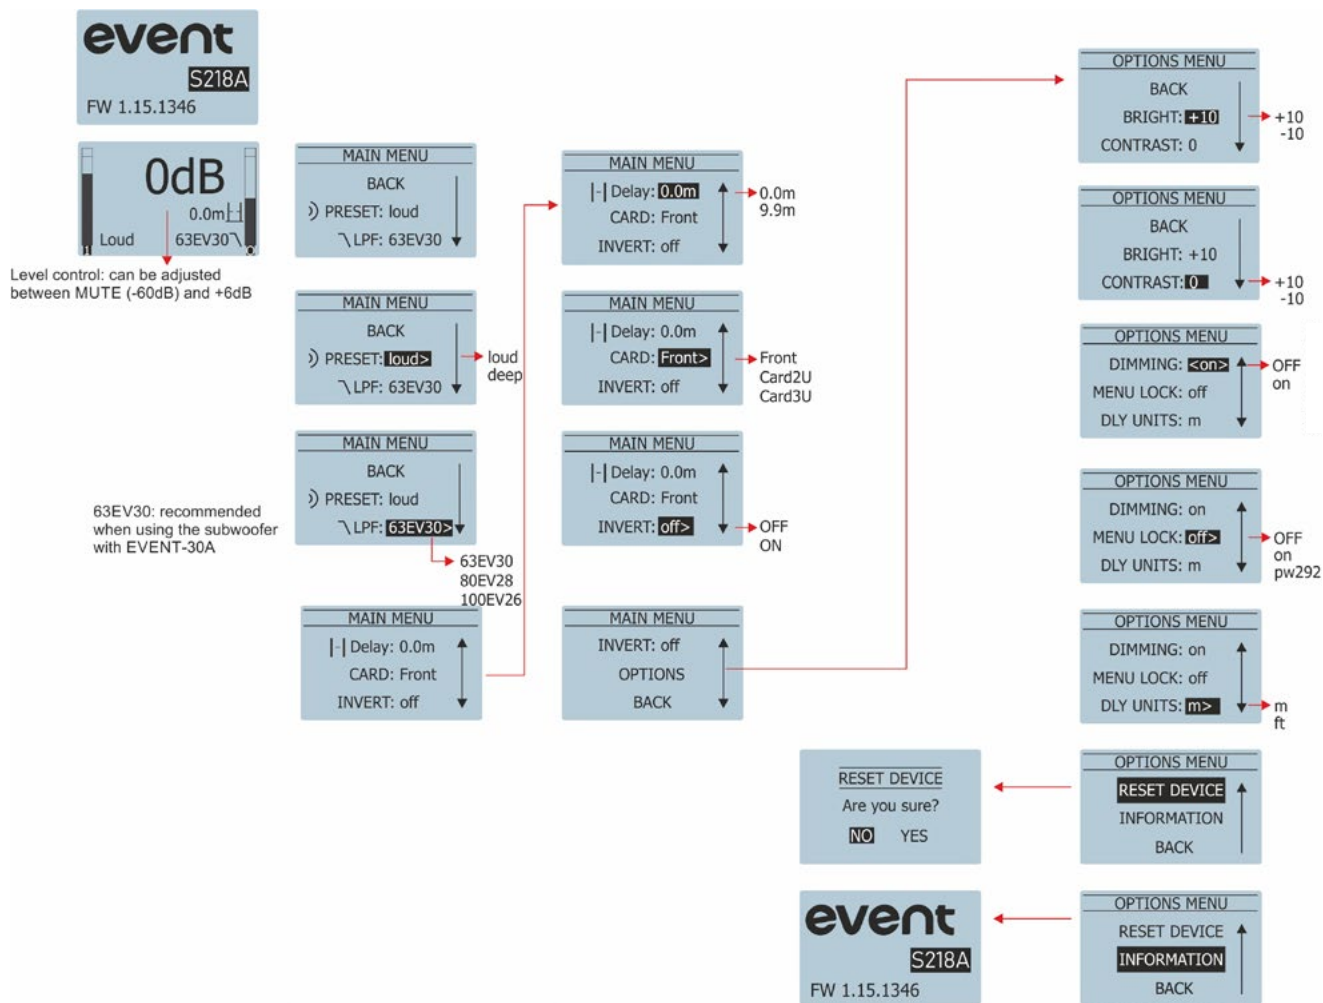 event
S218A
FW 1.15.1346
0dB
0.0m
Loud
63EV30
Level control: can be adjusted
between MUTE (-60dB) and +6dB
MAIN MENU
BACK
PRESET: loud
LPF: 63EV30
MAIN MENU
BACK
PRESET: loud>
LPF: 63EV30
loud
deep
MAIN MENU
BACK
PRESET: loud
LPF: 63EV30>
63EV30: recommended
when using the subwoofer
with EVENT-30A
63EV30
80EV28
100EV26
MAIN MENU
Delay: 0.0m
CARD: Front
INVERT: off
MAIN MENU
Delay: 0.0m
CARD: Front
INVERT: off
0.0m
9.9m
MAIN MENU
Delay: 0.0m
CARD: Front>
INVERT: off
Front
Card2U
Card3U
MAIN MENU
Delay: 0.0m
CARD: Front
INVERT: off>
OFF
ON
MAIN MENU
INVERT: off
OPTIONS
BACK
OPTIONS MENU
BACK
BRIGHT: +10
CONTRAST: 0
+10
-10
OPTIONS MENU
BACK
BRIGHT: +10
CONTRAST: 0
+10
-10
OPTIONS MENU
DIMMING: <on>
MENU LOCK: off
DLY UNITS: m
OFF
on
OPTIONS MENU
DIMMING: on
MENU LOCK: off>
DLY UNITS: m
OFF
on
pw292
OPTIONS MENU
DIMMING: on
MENU LOCK: off
DLY UNITS: m>
m
ft
OPTIONS MENU
RESET DEVICE
INFORMATION
BACK
RESET DEVICE
Are you sure?
NO YES
OPTIONS MENU
RESET DEVICE
INFORMATION
BACK
event
S218A
FW 1.15.1346